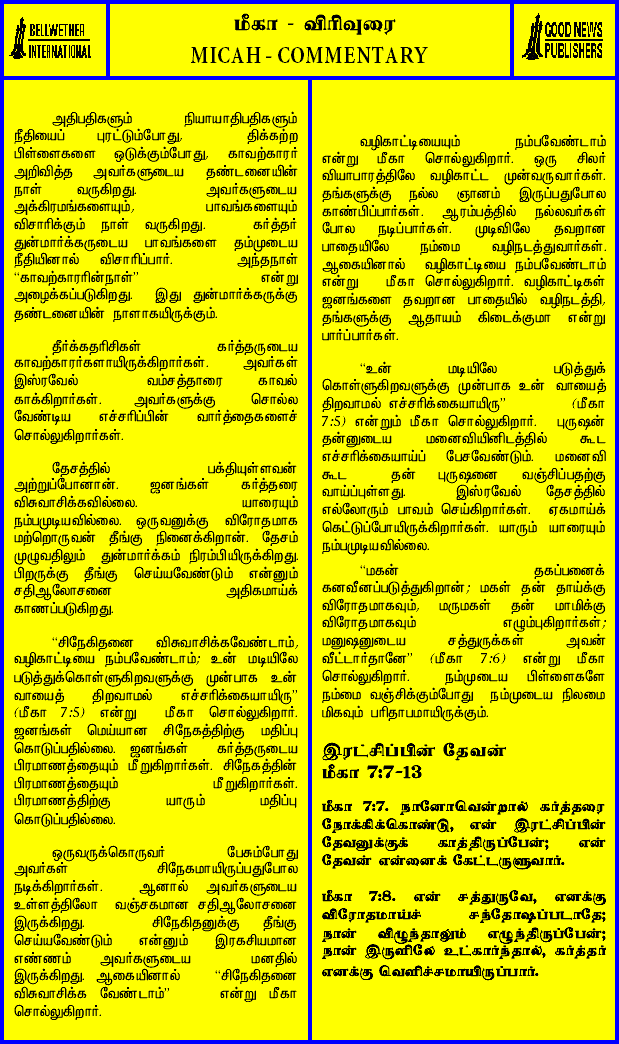 BELLWETHER
INTERNATIONAL
மீகா - விரிவுரை
MICAH - COMMENTARY
GOOD NEWS
PUBLISHERS
அதிபதிகளும் நியாயாதிபதிகளும்
நீதியைப் புரட்டும்போது, திக்கற்ற
பிள்ளைகளை ஒடுக்கும்போது, காவற்காரர்
அறிவித்த அவர்களுடைய தண்டனையின்
நாள் வருகிறது. அவர்களுடைய
அக்கிரமங்களையும், பாவங்களையும்
விசாரிக்கும் நாள் வருகிறது. கர்த்தர்
துன்மார்க்கருடைய பாவங்களை தம்முடைய
நீதியினால் விசாரிப்பார். அந்தநாள்
“காவற்காரரின்நாள்” என்று
அழைக்கப்படுகிறது. இது துன்மார்க்கருக்கு
தண்டனையின் நாளாகயிருக்கும்.
தீர்க்கதரிசிகள் கர்த்தருடைய
காவற்காரர்களாயிருக்கிறார்கள். அவர்கள்
இஸ்ரவேல் வம்சத்தாரை காவல்
காக்கிறார்கள். அவர்களுக்கு சொல்ல
வேண்டிய எச்சரிப்பின் வார்த்தைகளைச்
சொல்லுகிறார்கள்.
தேசத்தில் பக்தியுள்ளவன்
அற்றுப்போனான். ஜனங்கள் கர்த்தரை
விசுவாசிக்கவில்லை. யாரையும்
நம்பமுடியவில்லை. ஒருவனுக்கு விரோதமாக
மற்றொருவன் தீங்கு நினைக்கிறான். தேசம்
முழுவதிலும் துன்மார்க்கம் நிரம்பியிருக்கிறது.
பிறருக்கு தீங்கு செய்யவேண்டும் என்னும்
சதிஆலோசனை அதிகமாய்க்
காணப்படுகிறது.
“சிநேகிதனை விசுவாசிக்கவேண்டாம்,
வழிகாட்டியை நம்பவேண்டாம்; உன் மடியிலே
படுத்துக்கொள்ளுகிறவளுக்கு முன்பாக உன்
வாயைத் திறவாமல் எச்சரிக்கையாயிரு”
(மீகா 7:5) என்று மீகா சொல்லுகிறார்.
ஜனங்கள் மெய்யான சிநேகத்திற்கு மதிப்பு
கொடுப்பதில்லை. ஜனங்கள் கர்த்தருடைய
பிரமாணத்தையும் மீறுகிறார்கள். சிநேகத்தின்
பிரமாணத்தையும் மீறுகிறார்கள்.
பிரமாணத்திற்கு யாரும் மதிப்பு
கொடுப்பதில்லை.
ஒருவருக்கொருவர் பேசும்போது
அவர்கள் சிநேகமாயிருப்பதுபோல
நடிக்கிறார்கள். ஆனால் அவர்களுடைய
உள்ளத்திலோ வஞ்சகமான சதிஆலோசனை
இருக்கிறது. சிநேகிதனுக்கு தீங்கு
செய்யவேண்டும் என்னும் இரகசியமான
எண்ணம் அவர்களுடைய மனதில்
இருக்கிறது. ஆகையினால் “சிநேகிதனை
விசுவாசிக்க வேண்டாம்” என்று மீகா
சொல்லுகிறார்.
வழிகாட்டியையும் நம்பவேண்டாம்
என்று மீகா சொல்லுகிறார். ஒரு சிலர்
வியாபாரத்திலே வழிகாட்ட முன்வருவார்கள்.
தங்களுக்கு நல்ல ஞானம் இருப்பதுபோல
காண்பிப்பார்கள். ஆரம்பத்தில் நல்லவர்கள்
போல நடிப்பார்கள். முடிவிலே தவறான
பாதையிலே நம்மை வழிநடத்துவார்கள்.
ஆகையினால் வழிகாட்டியை நம்பவேண்டாம்
என்று மீகா சொல்லுகிறார். வழிகாட்டிகள்
ஜனங்களை தவறான பாதையில் வழிநடத்தி,
தங்களுக்கு ஆதாயம் கிடைக்குமா என்று
பார்ப்பார்கள்.
“உன் மடியிலே படுத்துக்
கொள்ளுகிறவளுக்கு முன்பாக உன் வாயைத்
திறவாமல் எச்சரிக்கையாயிரு” (மீகா
7:5) என்றும் மீகா சொல்லுகிறார். புருஷன்
தன்னுடைய மனைவியினிடத்தில் கூட
எச்சரிக்கையாய்ப் பேசவேண்டும். மனைவி
கூட தன் புருஷனை வஞ்சிப்பதற்கு
வாய்ப்புள்ளது. இஸ்ரவேல் தேசத்தில்
எல்லோரும் பாவம் செய்கிறார்கள். ஏகமாய்க்
கெட்டுப்போயிருக்கிறார்கள். யாரும் யாரையும்
நம்பமுடியவில்லை.
“மகன் தகப்பனைக்
கனவீனப்படுத்துகிறான்; மகள் தன் தாய்க்கு
விரோதமாகவும், மருமகள் தன் மாமிக்கு
விரோதமாகவும் எழும்புகிறார்கள்;
மனுஷனுடைய சத்துருக்கள் அவன்
வீட்டார்தானே” (மீகா 7:6) என்று மீகா
சொல்லுகிறார். நம்முடைய பிள்ளைகளே
நம்மை வஞ்சிக்கும்போது நம்முடைய நிலமை
மிகவும் பரிதாபமாயிருக்கும்.
இரட்சிப்பின் தேவன்
மீகா 7:7-13
மீகா 7:7. நானோவென்றால் கர்த்தரை
நோக்கிக்கொண்டு, என் இரட்சிப்பின்
தேவனுக்குக் காத்திருப்பேன்; என்
தேவன் என்னைக் கேட்டருளுவார்.
மீகா 7:8. என் சத்துருவே, எனக்கு
விரோதமாய்ச் சந்தோஷப்படாதே;
நான் விழுந்தாலும் எழுந்திருப்பேன்;
நான் இருளிலே உட்கார்ந்தால், கர்த்தர்
எனக்கு வெளிச்சமாயிருப்பார்.